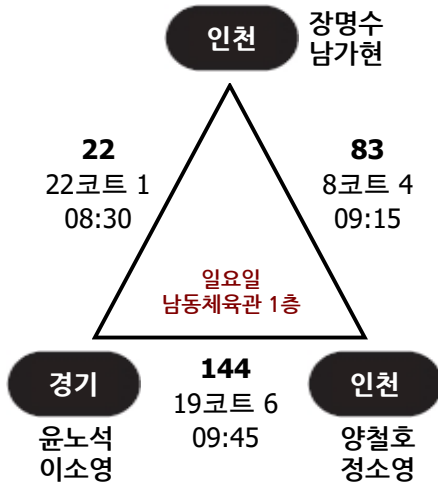 인천
장명수
남가현
22
22코트 1
08:30
83
8코트 4
09:15
일요일
남동체육관 1층
경기
윤노석
이소영
144
19코트 6
09:45
인천
양철호
정소영